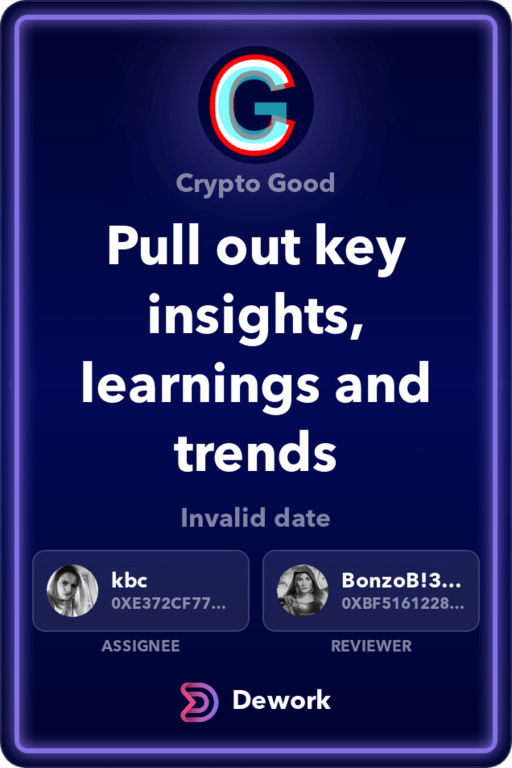 G
Crypto Good
Pull out key
insights,
learnings and
trends
Invalid date
kbc
0XE372CF77...
ASSIGNEE
BonzoB!3...
0XBF5161228...
REVIEWER
Dework